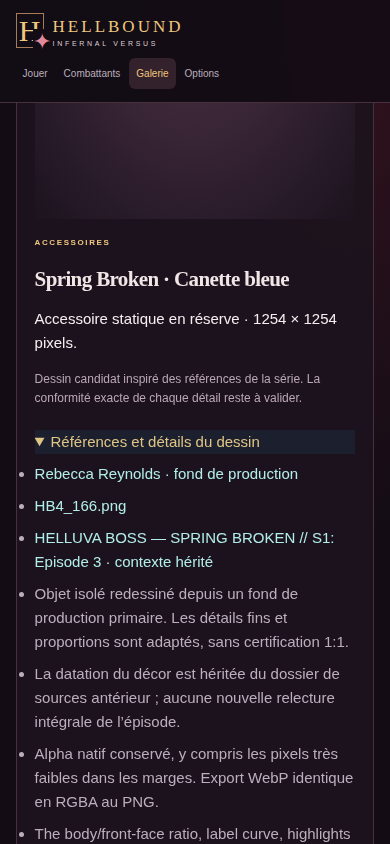 H
HELLBOUND
INFERNAL VERSUS
Jouer Combattants Galerie Options
ACCESSOIRES
Spring Broken · Canette bleue
Accessoire statique en réserve · 1254 × 1254
pixels.
Dessin candidat inspiré des références de la série. La
conformité exacte de chaque détail reste à valider.
▼ Références et détails du dessin
• Rebecca Reynolds · fond de production
• HB4_166.png
• HELLUVA BOSS — SPRING BROKEN // S1:
Episode 3 · contexte hérité
• Objet isolé redessiné depuis un fond de
production primaire. Les détails fins et
proportions sont adaptés, sans certification 1:1.
• La datation du décor est héritée du dossier de
sources antérieur ; aucune nouvelle relecture
intégrale de l’épisode.
• Alpha natif conservé, y compris les pixels très
faibles dans les marges. Export WebP identique
en RGBA au PNG.
• The body/front-face ratio, label curve, highlights